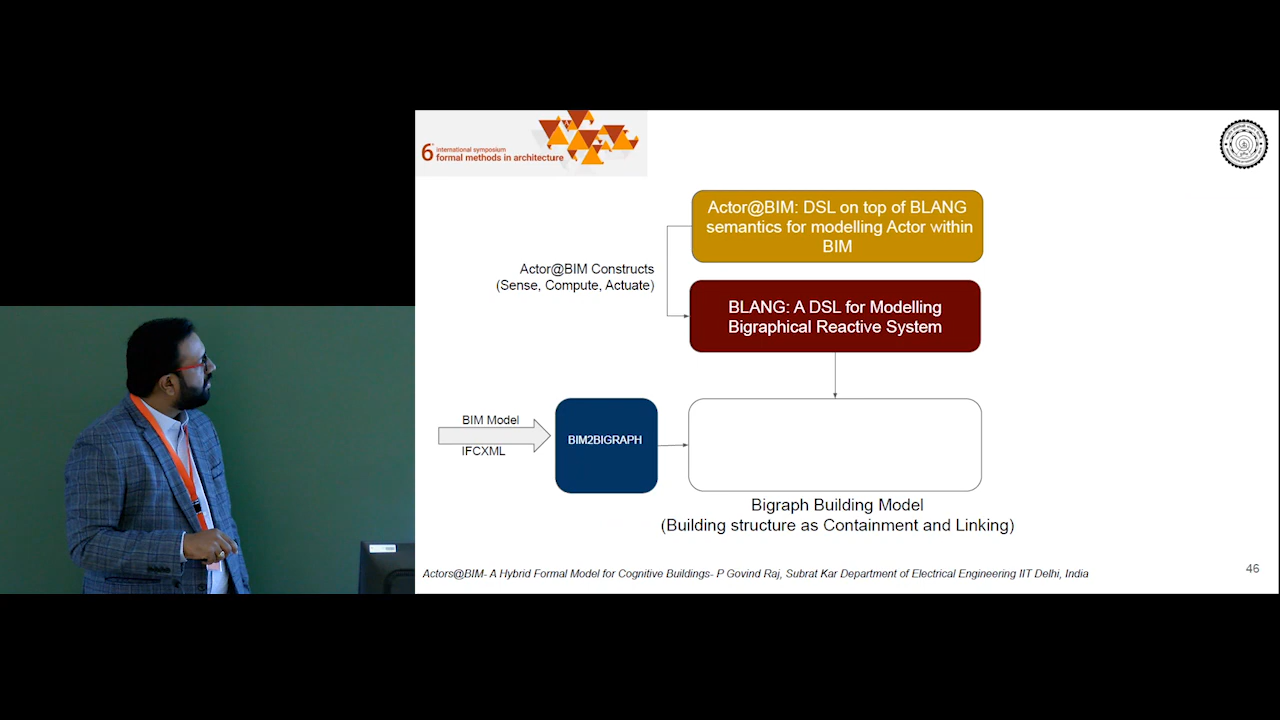 6th international symposium
formal methods in architecture
Actor@BIM: DSL on top of BLANG
semantics for modelling Actor within
BIM
Actor@BIM Constructs
(Sense, Compute, Actuate)
BLANG: A DSL for Modelling
Bigraphical Reactive System
BIM Model
IFCXML
BIM2BIGRAPH
Bigraph Building Model
(Building structure as Containment and Linking)
Actors@BIM- A Hybrid Formal Model for Cognitive Buildings- P Govind Raj, Subrat Kar Department of Electrical Engineering IIT Delhi, India
46